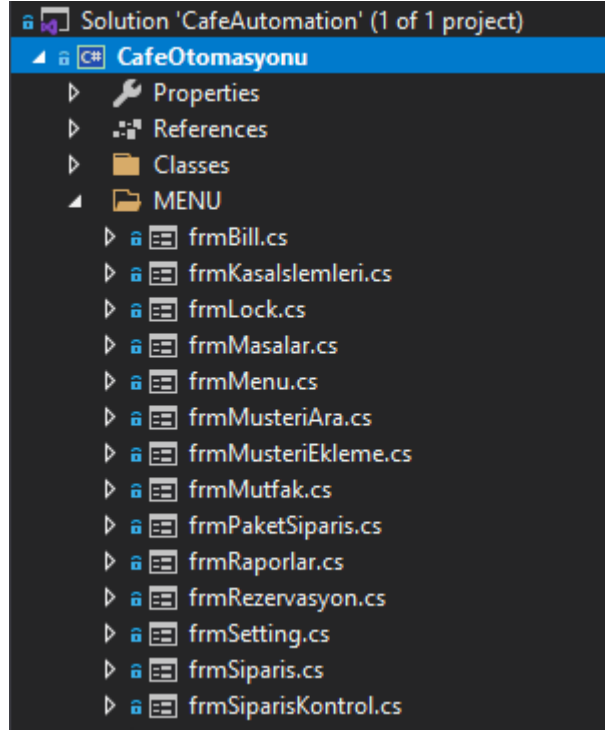 Solution 'CafeAutomation' (1 of 1 project)
C# CafeOtomasyonu
Properties
References
Classes
MENU
frmBill.cs
frmKasaIslemleri.cs
frmLock.cs
frmMasalar.cs
frmMenu.cs
frmMusteriAra.cs
frmMusteriEkleme.cs
frmMutfak.cs
frmPaketSiparis.cs
frmRaporlar.cs
frmRezervasyon.cs
frmSetting.cs
frmSiparis.cs
frmSiparisKontrol.cs